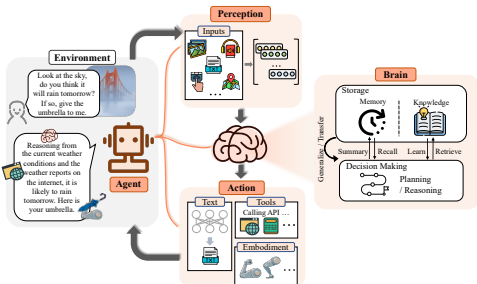 Perception
Inputs
TXT
...
...
Environment
Look at the sky,
do you think it
will rain tomorrow?
If so, give the
umbrella to me.
Reasoning from
the current weather
conditions and the
weather reports on
the internet, it is
likely to rain
tomorrow. Here is
your umbrella.
Agent
Brain
Storage
Memory
Knowledge
Summary
Recall
Learn
Retrieve
Generalize / Transfer
Decision Making
Planning
/ Reasoning
Action
Text
TXT
Tools
Calling API ...
...
Embodiment
...